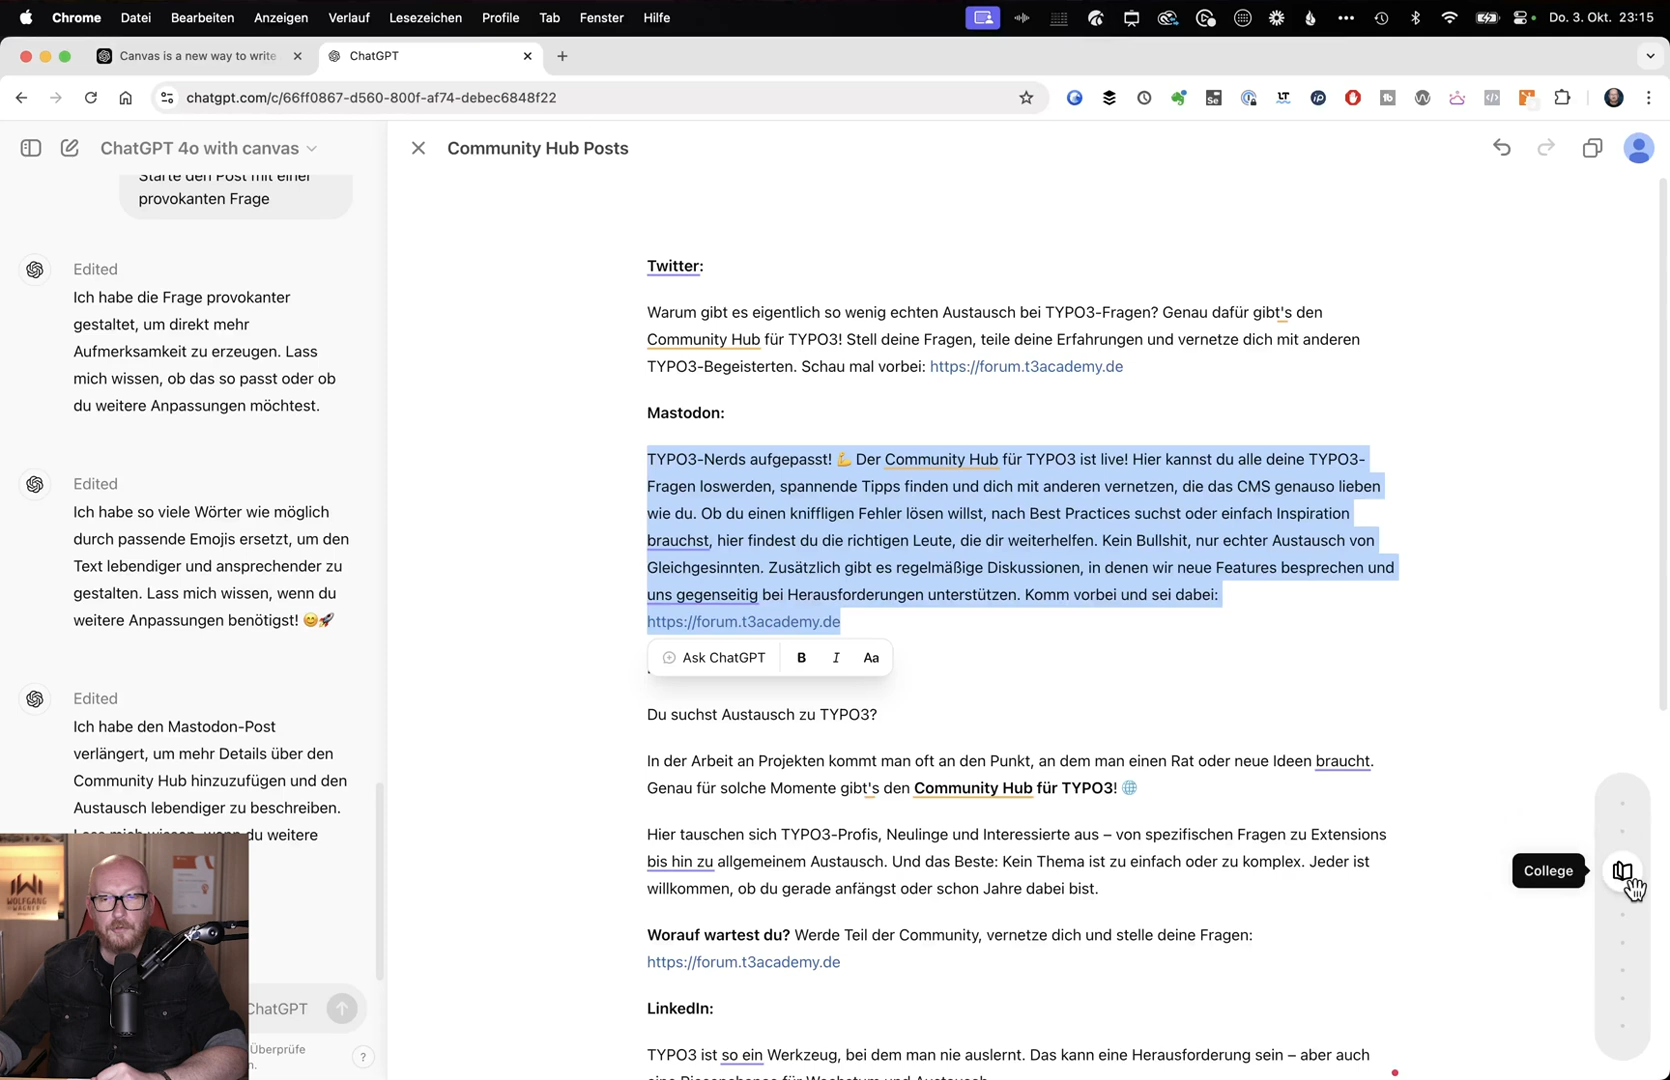 Chrome Datei Bearbeiten Anzeigen Verlauf Lesezeichen Profile Tab Fenster Hilfe
Do. 3. Okt. 23:15
Canvas is a new way to write
ChatGPT
chatgpt.com/c/66ff0867-d560-800f-af74-debec6848f22
ChatGPT 4o with canvas
Starte den Post mit einer
provokanten Frage
Edited
Ich habe die Frage provokanter
gestaltet, um direkt mehr
Aufmerksamkeit zu erzeugen. Lass
mich wissen, ob das so passt oder ob
du weitere Anpassungen möchtest.
Edited
Ich habe so viele Wörter wie möglich
durch passende Emojis ersetzt, um den
Text lebendiger und ansprechender zu
gestalten. Lass mich wissen, wenn du
weitere Anpassungen benötigst! 😊🚀
Edited
Ich habe den Mastodon-Post
verlängert, um mehr Details über den
Community Hub hinzuzufügen und den
Austausch lebendiger zu beschreiben.
Lass mich wissen, wenn du weitere
WOLFGANG
WAGNER
ChatGPT
Überprüfe
n.
?
Community Hub Posts
Twitter:
Warum gibt es eigentlich so wenig echten Austausch bei TYPO3-Fragen? Genau dafür gibt's den
Community Hub für TYPO3! Stell deine Fragen, teile deine Erfahrungen und vernetze dich mit anderen
TYPO3-Begeisterten. Schau mal vorbei: https://forum.t3academy.de
Mastodon:
TYPO3-Nerds aufgepasst! 💪 Der Community Hub für TYPO3 ist live! Hier kannst du alle deine TYPO3-
Fragen loswerden, spannende Tipps finden und dich mit anderen vernetzen, die das CMS genauso lieben
wie du. Ob du einen kniffligen Fehler lösen willst, nach Best Practices suchst oder einfach Inspiration
brauchst, hier findest du die richtigen Leute, die dir weiterhelfen. Kein Bullshit, nur echter Austausch von
Gleichgesinnten. Zusätzlich gibt es regelmäßige Diskussionen, in denen wir neue Features besprechen und
uns gegenseitig bei Herausforderungen unterstützen. Komm vorbei und sei dabei:
https://forum.t3academy.de
Ask ChatGPT B I Aa
Du suchst Austausch zu TYPO3?
In der Arbeit an Projekten kommt man oft an den Punkt, an dem man einen Rat oder neue Ideen braucht.
Genau für solche Momente gibt's den Community Hub für TYPO3! 🌐
Hier tauschen sich TYPO3-Profis, Neulinge und Interessierte aus – von spezifischen Fragen zu Extensions
bis hin zu allgemeinem Austausch. Und das Beste: Kein Thema ist zu einfach oder zu komplex. Jeder ist
willkommen, ob du gerade anfängst oder schon Jahre dabei bist.
Worauf wartest du? Werde Teil der Community, vernetze dich und stelle deine Fragen:
https://forum.t3academy.de
LinkedIn:
TYPO3 ist so ein Werkzeug, bei dem man nie auslernt. Das kann eine Herausforderung sein – aber auch
eine Riesenchance für Wachstum und Austausch.
College